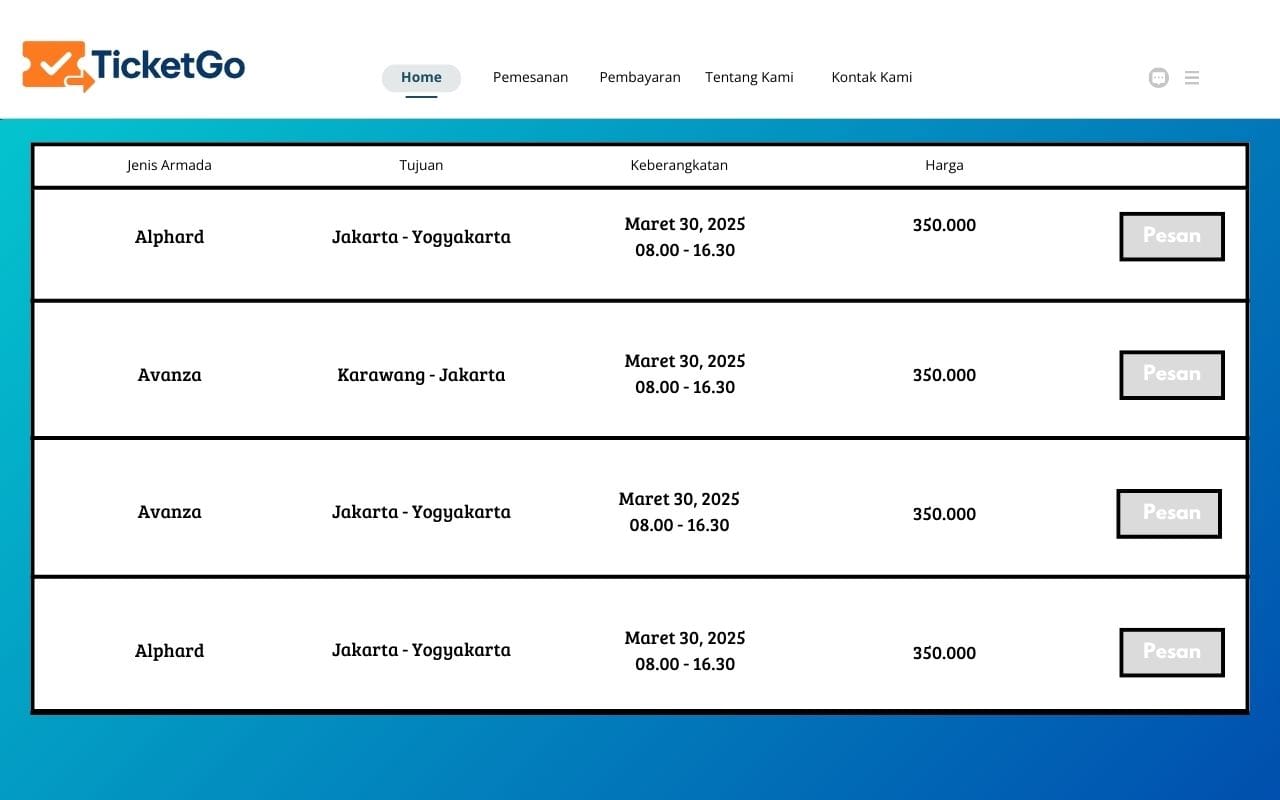 TicketGo
Home Pemesanan Pembayaran Tentang Kami Kontak Kami
Jenis Armada Tujuan Keberangkatan Harga
Alphard Jakarta - Yogyakarta Maret 30, 2025 350.000 Pesan
08.00 - 16.30
Avanza Karawang - Jakarta Maret 30, 2025 350.000 Pesan
08.00 - 16.30
Avanza Jakarta - Yogyakarta Maret 30, 2025 350.000 Pesan
08.00 - 16.30
Alphard Jakarta - Yogyakarta Maret 30, 2025 350.000 Pesan
08.00 - 16.30